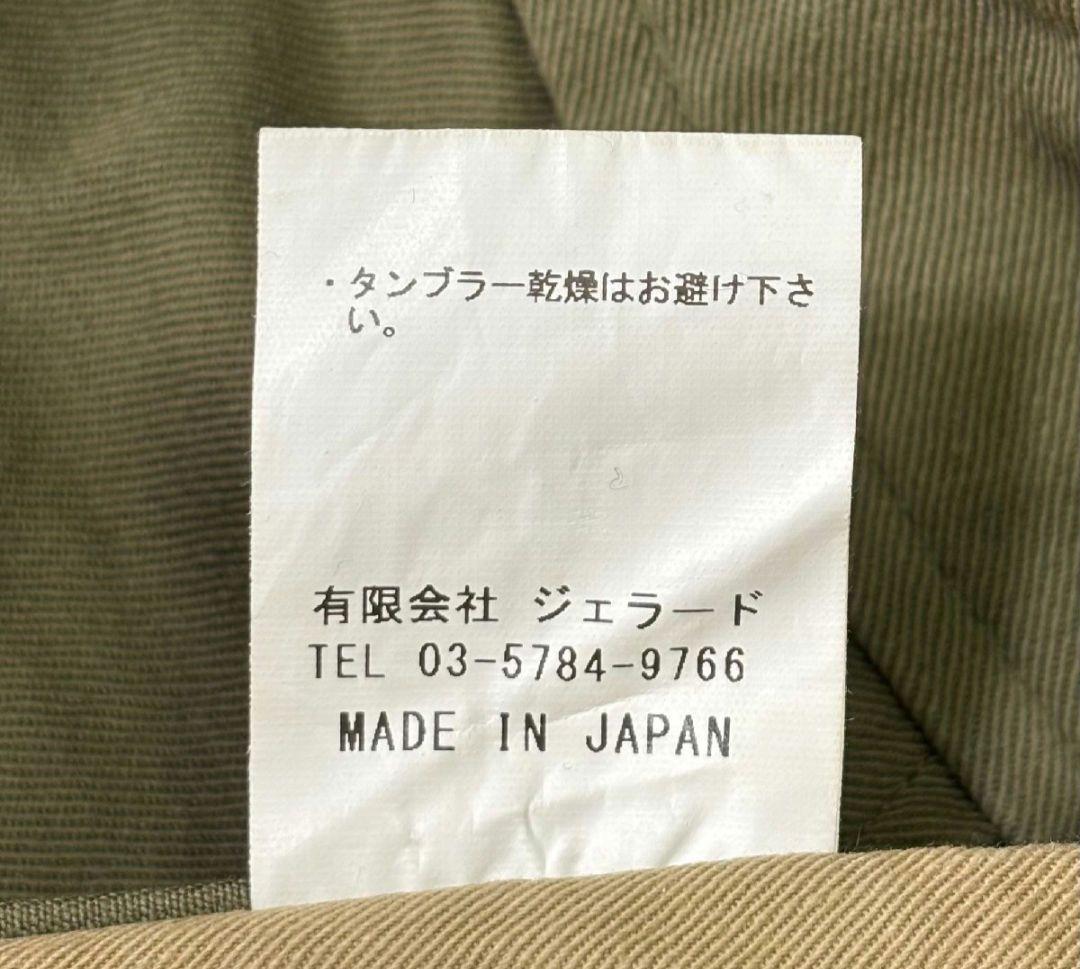 ・タンブラー乾燥はお避け下さ
い。
有限会社 ジェラード
TEL 03-5784-9766
MADE IN JAPAN